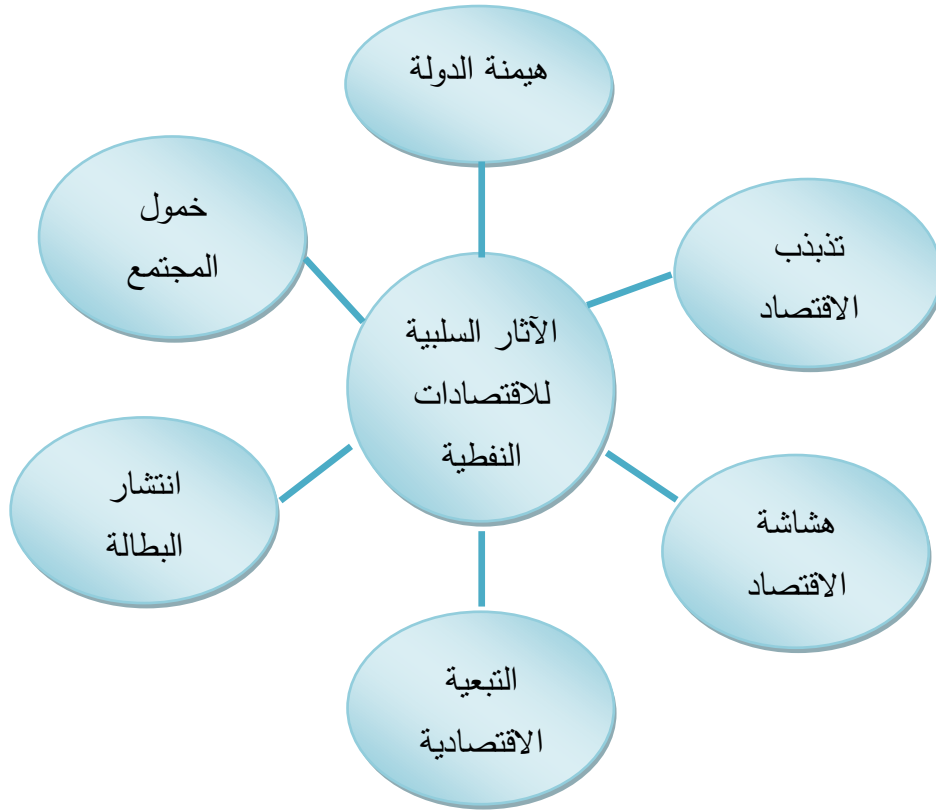 هيمنة الدولة
تذبذب
الاقتصاد
خمول
المجتمع
الآثار السلبية
للاقتصادات
النفطية
هشاشة
الاقتصاد
انتشار
البطالة
التبعية
الاقتصادية